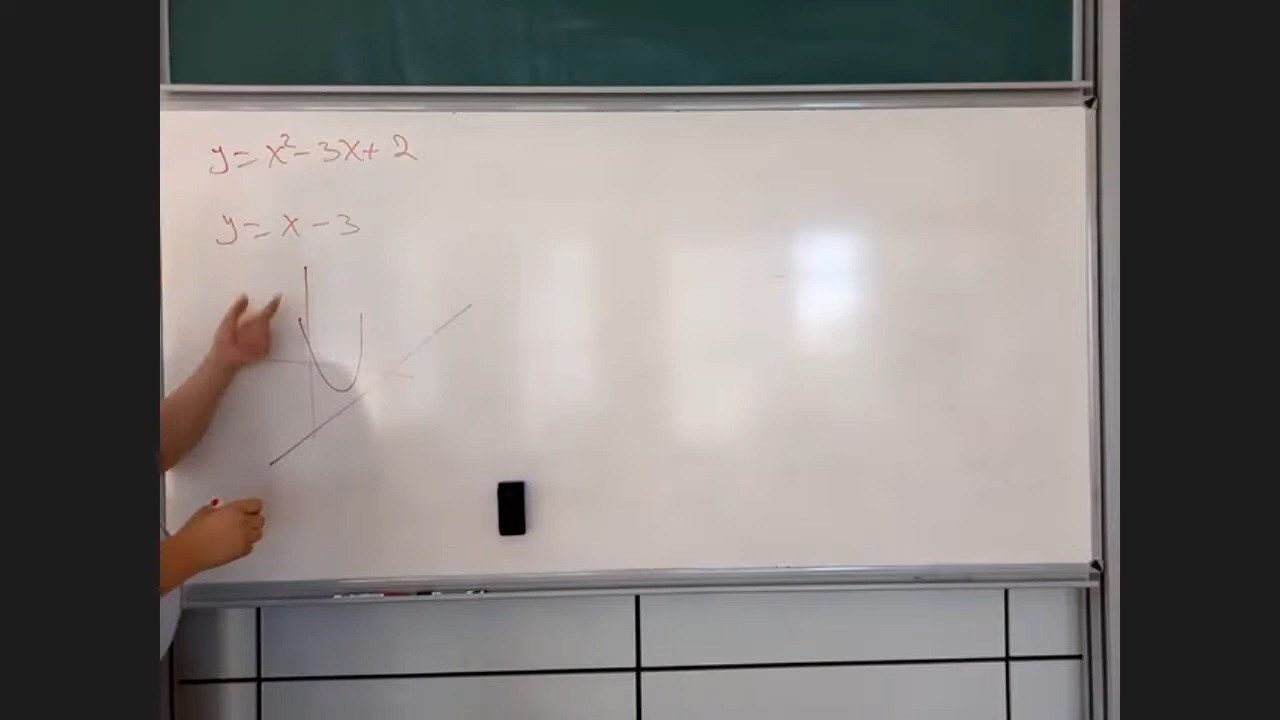 y = x² - 3x + 2
y = x - 3